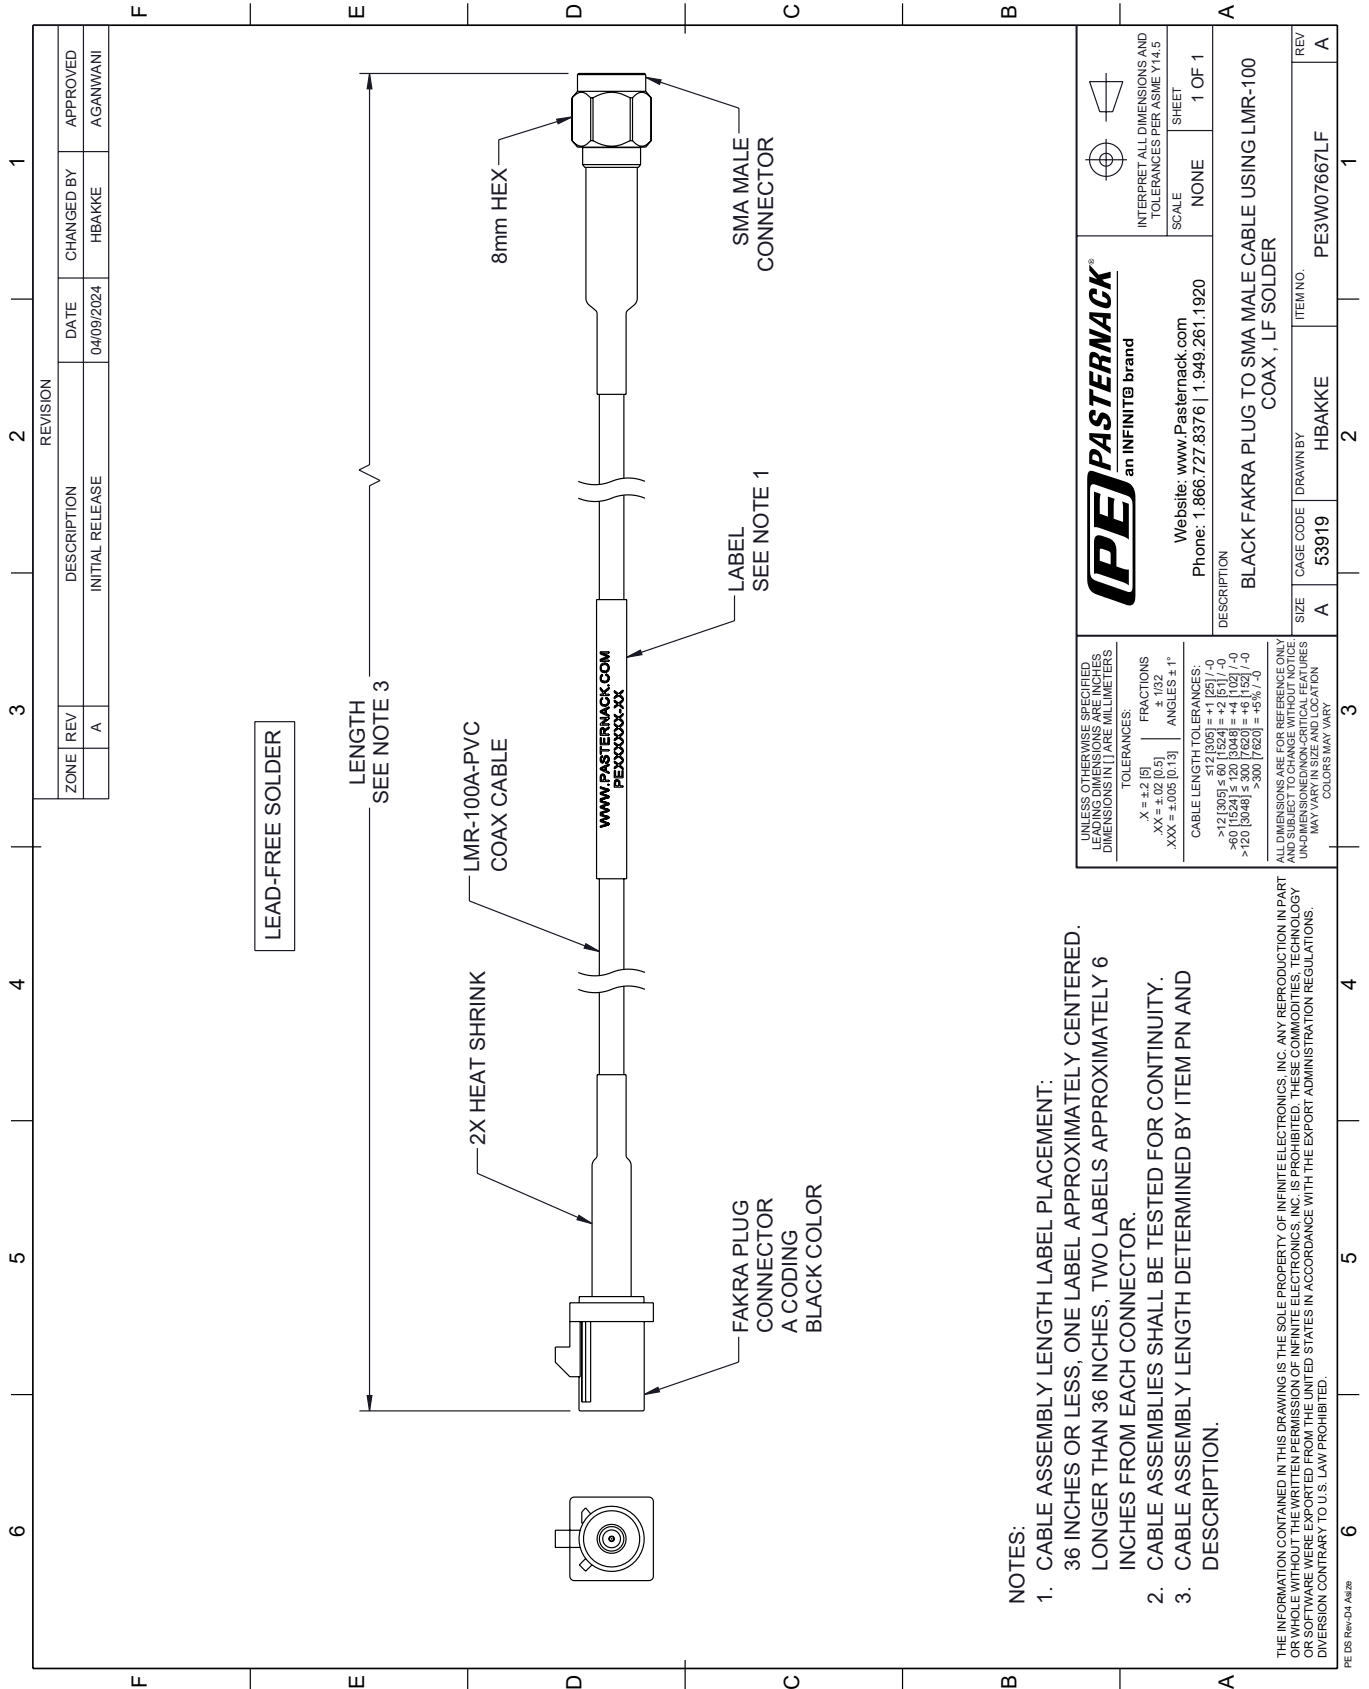 6 5 4 3 2 1
F
E
D
C
B
A
REVISION
ZONE REV DESCRIPTION DATE CHANGED BY APPROVED
A INITIAL RELEASE 04/09/2024 HBAKKE AGANWANI
LEAD-FREE SOLDER
LENGTH
SEE NOTE 3
2X HEAT SHRINK
LMR-100A-PVC
COAX CABLE
8mm HEX
WWW.PASTERNACK.COM
PEXXXXXX-XX
FAKRA PLUG
CONNECTOR
A CODING
BLACK COLOR
LABEL
SEE NOTE 1
SMA MALE
CONNECTOR
NOTES:
1. CABLE ASSEMBLY LENGTH LABEL PLACEMENT:
36 INCHES OR LESS, ONE LABEL APPROXIMATELY CENTERED.
LONGER THAN 36 INCHES, TWO LABELS APPROXIMATELY 6
INCHES FROM EACH CONNECTOR.
2. CABLE ASSEMBLIES SHALL BE TESTED FOR CONTINUITY.
3. CABLE ASSEMBLY LENGTH DETERMINED BY ITEM PN AND
DESCRIPTION.
THE INFORMATION CONTAINED IN THIS DRAWING IS THE SOLE PROPERTY OF INFINITE ELECTRONICS, INC. ANY REPRODUCTION IN PART
OR WHOLE WITHOUT THE WRITTEN PERMISSION OF INFINITE ELECTRONICS, INC. IS PROHIBITED. THESE COMMODITIES, TECHNOLOGY
OR SOFTWARE WERE EXPORTED FROM THE UNITED STATES IN ACCORDANCE WITH THE EXPORT ADMINISTRATION REGULATIONS.
DIVERSION CONTRARY TO U.S. LAW PROHIBITED.
UNLESS OTHERWISE SPECIFIED
LEADING DIMENSIONS ARE INCHES
DIMENSIONS IN [ ] ARE MILLIMETERS
TOLERANCES:
.X = ±.2 [5] FRACTIONS
.XX = ±.02 [0.5] ± 1/32
.XXX = ±.005 [0.13] ANGLES ± 1°
CABLE LENGTH TOLERANCES:
≤12 [305] = +1 [25] / -0
>12 [305] ≤ 60 [1524] = +2 [51] / -0
>60 [1524] ≤ 120 [3048] = +4 [102] / -0
>120 [3048] ≤ 300 [7620] = +6 [152] / -0
>300 [7620] = +5% / -0
ALL DIMENSIONS ARE FOR REFERENCE ONLY
AND SUBJECT TO CHANGE WITHOUT NOTICE.
UN-DIMENSIONED/NON-CRITICAL FEATURES
MAY VARY IN SIZE AND LOCATION
COLORS MAY VARY
PE PASTERNACK®
an INFINIT@ brand
Website: www.Pasternack.com
Phone: 1.866.727.8376 | 1.949.261.1920
INTERPRET ALL DIMENSIONS AND
TOLERANCES PER ASME Y14.5
SCALE SHEET
NONE 1 OF 1
DESCRIPTION
BLACK FAKRA PLUG TO SMA MALE CABLE USING LMR-100
COAX , LF SOLDER
SIZE CAGE CODE DRAWN BY ITEM NO. REV
A 53919 HBAKKE PE3W07667LF A
F
E
D
C
B
A
6 5 4 3 2 1
PE DS Rev-D4 Asize